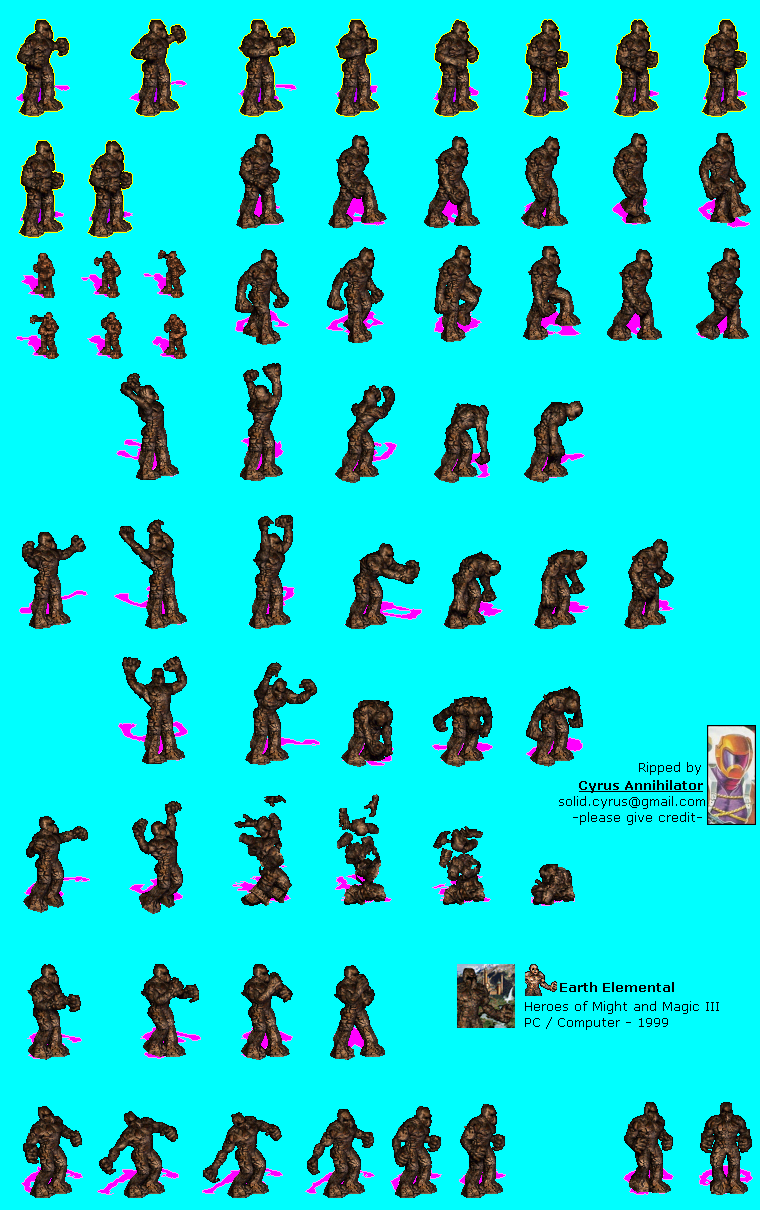 Ripped by
Cyrus Annihilator
solid.cyrus@gmail.com
-please give credit-
Earth Elemental
Heroes of Might and Magic III
PC / Computer - 1999